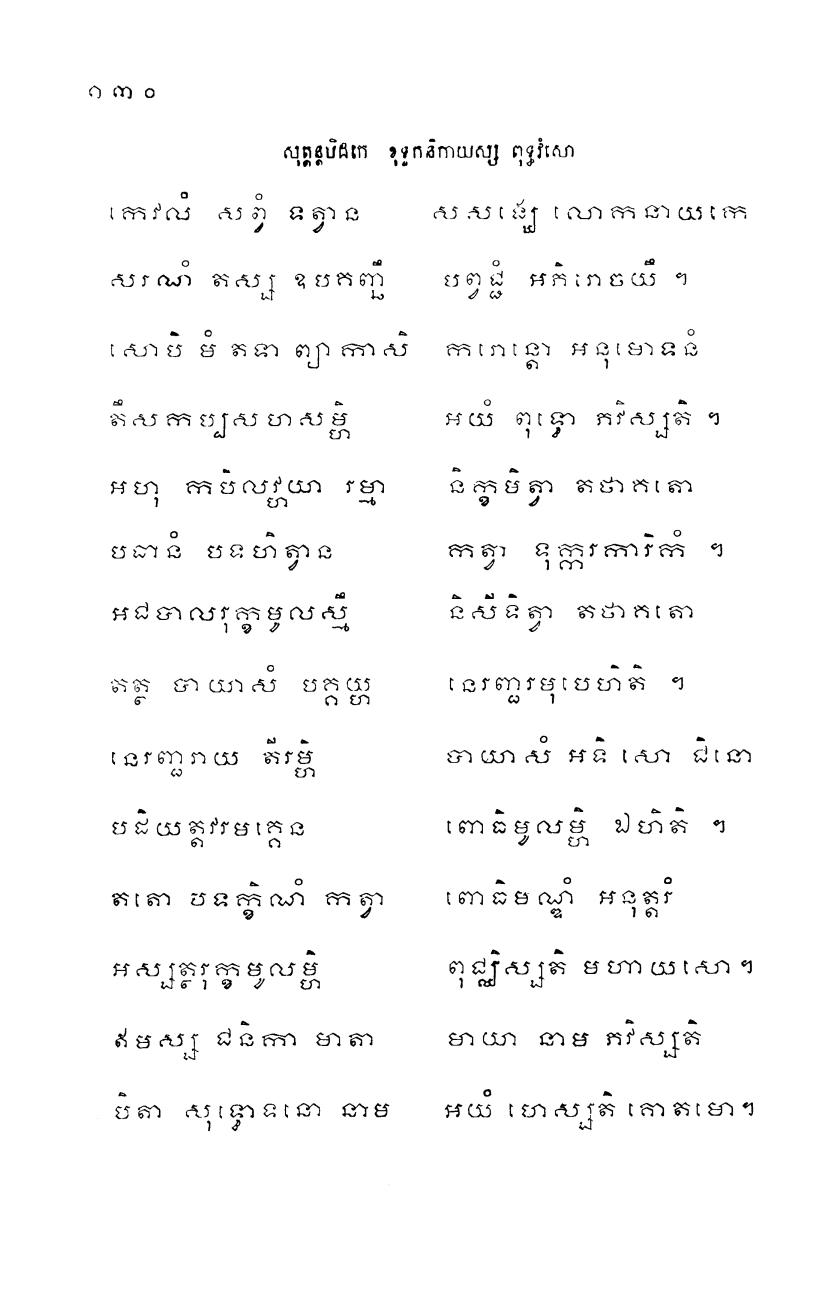 ១៣០
សុត្តន្តបិដកេ ខុទ្ទកនិកាយស្ស ពុទ្ធវំសោ
កេវលំ សព្វំ ទត្វាន សសង្ឃេ លោកនាយកេ
សរណំ តស្ស ឧបគញ្ឆឹ បព្វជ្ជំ អភិរោចយឹ ។
សោបិ មំ តទា ព្យាកាសិ ករោន្តោ អនុមោទនំ
តឹសកប្បសហសម្ហិ អយំ ពុទ្ធោ ភវិស្សតិ ។
អហុ កបិលវ្ហយា រម្មា និក្ខមិត្វា តថាគតោ
បធានំ បទហិត្វាន កត្វា ទុក្ករការិកំ ។
អជបាលរុក្ខមូលស្មឹ និសីទិត្វា តថាគតោ
តត្ថ បាយាសំ បគ្គយ្ហ នេរញ្ជរមុបេហិតិ ។
នេរញ្ជរាយ តីរម្ហិ បាយាសំ អទិ សោ ជិនោ
បដិយត្តវរមគ្គេន ពោធិមូលម្ហិ ឯហិតិ ។
តតោ បទក្ខិណំ កត្វា ពោធិមណ្ឌំ អនុត្តរំ
អស្សត្ថរុក្ខមូលម្ហិ ពុជ្ឈិស្សតិ មហាយសោ។
ឥមស្ស ជនិកា មាតា មាយា នាម ភវិស្សតិ
បិតា សុទ្ធោទនោ នាម អយំ ហេស្សតិ គោតមោ។